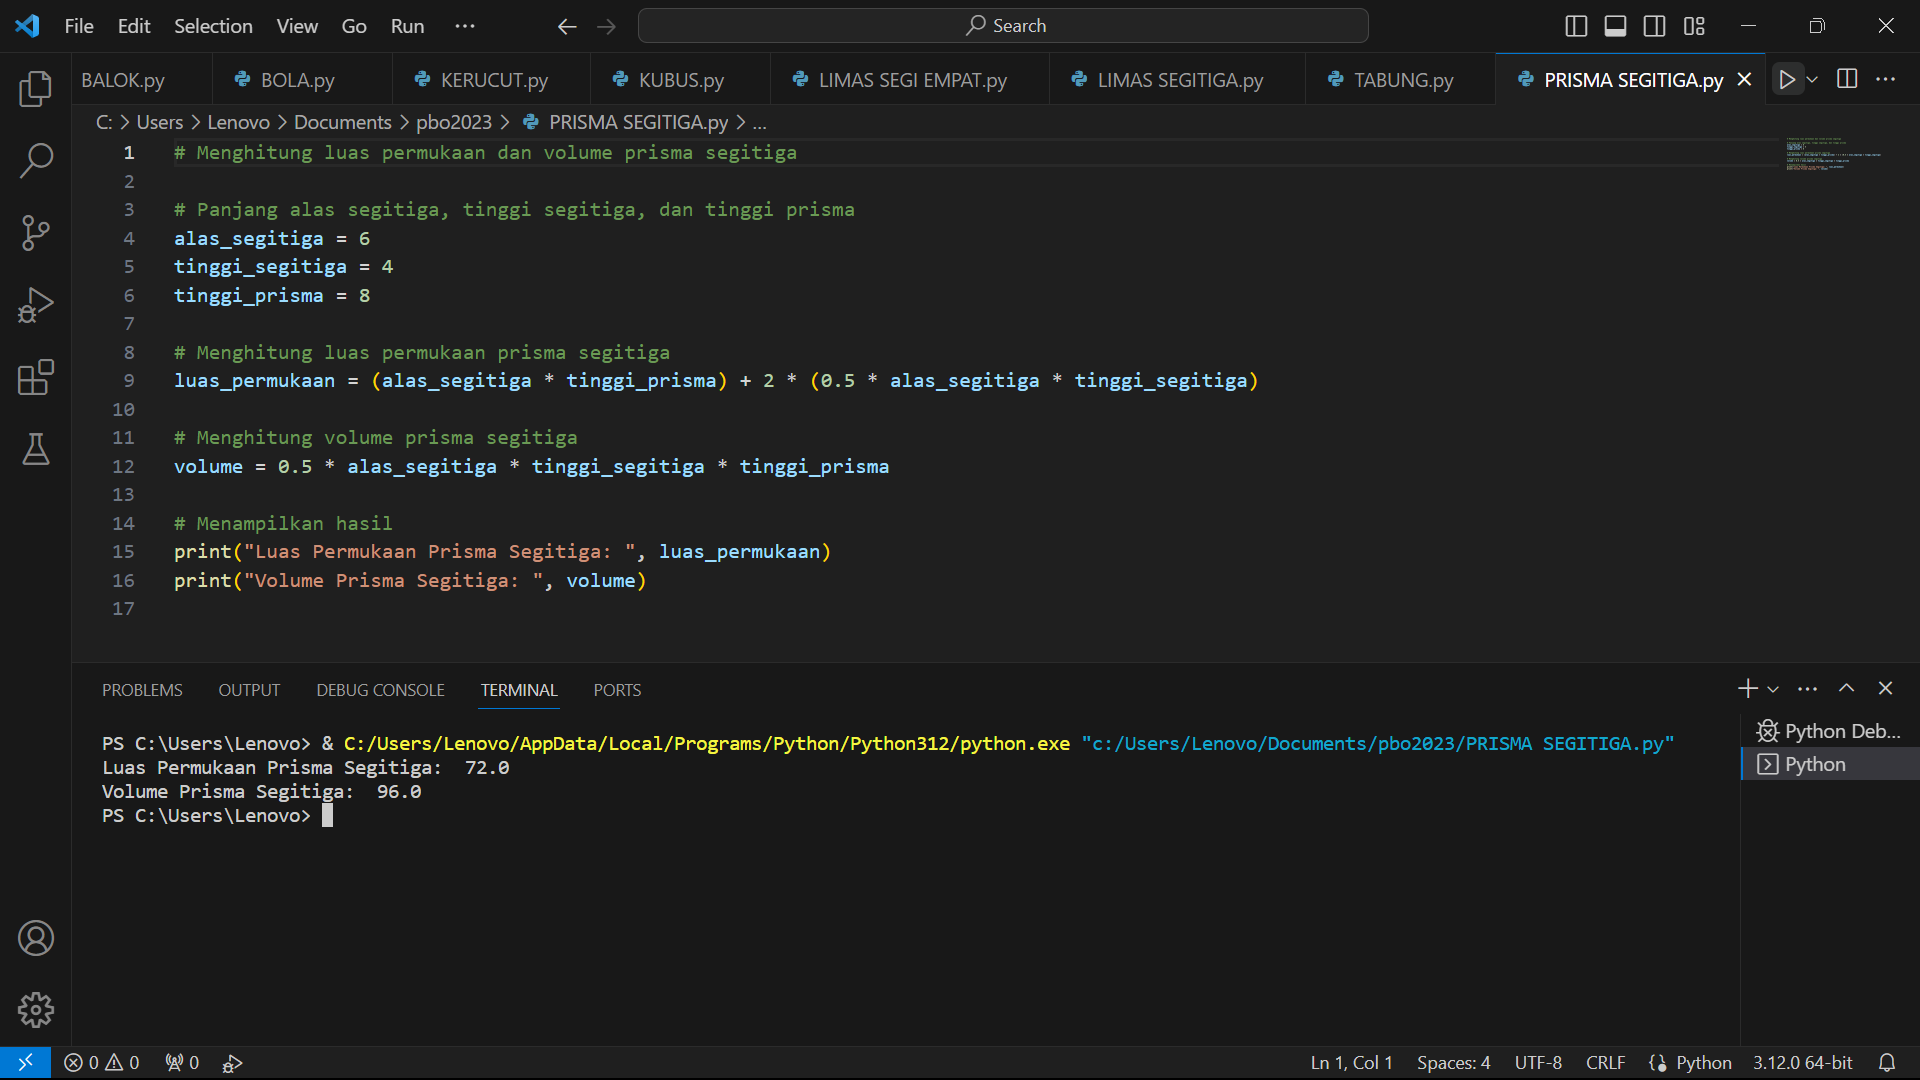 File Edit Selection View Go Run ··· Search
BALOK.py BOLA.py KERUCUT.py KUBUS.py LIMAS SEGI EMPAT.py LIMAS SEGITIGA.py TABUNG.py PRISMA SEGITIGA.py
C: > Users > Lenovo > Documents > pbo2023 > PRISMA SEGITIGA.py > ...
1 # Menghitung luas permukaan dan volume prisma segitiga
2
3 # Panjang alas segitiga, tinggi segitiga, dan tinggi prisma
4 alas_segitiga = 6
5 tinggi_segitiga = 4
6 tinggi_prisma = 8
7
8 # Menghitung luas permukaan prisma segitiga
9 luas_permukaan = (alas_segitiga * tinggi_prisma) + 2 * (0.5 * alas_segitiga * tinggi_segitiga)
10
11 # Menghitung volume prisma segitiga
12 volume = 0.5 * alas_segitiga * tinggi_segitiga * tinggi_prisma
13
14 # Menampilkan hasil
15 print("Luas Permukaan Prisma Segitiga: ", luas_permukaan)
16 print("Volume Prisma Segitiga: ", volume)
17
PROBLEMS OUTPUT DEBUG CONSOLE TERMINAL PORTS
PS C:\Users\Lenovo> & C:/Users/Lenovo/AppData/Local/Programs/Python/Python312/python.exe "c:/Users/Lenovo/Documents/pbo2023/PRISMA SEGITIGA.py"
Luas Permukaan Prisma Segitiga:  72.0
Volume Prisma Segitiga:  96.0
PS C:\Users\Lenovo>
Python Deb...
Python
0 0 0 Ln 1, Col 1 Spaces: 4 UTF-8 CRLF Python 3.12.0 64-bit